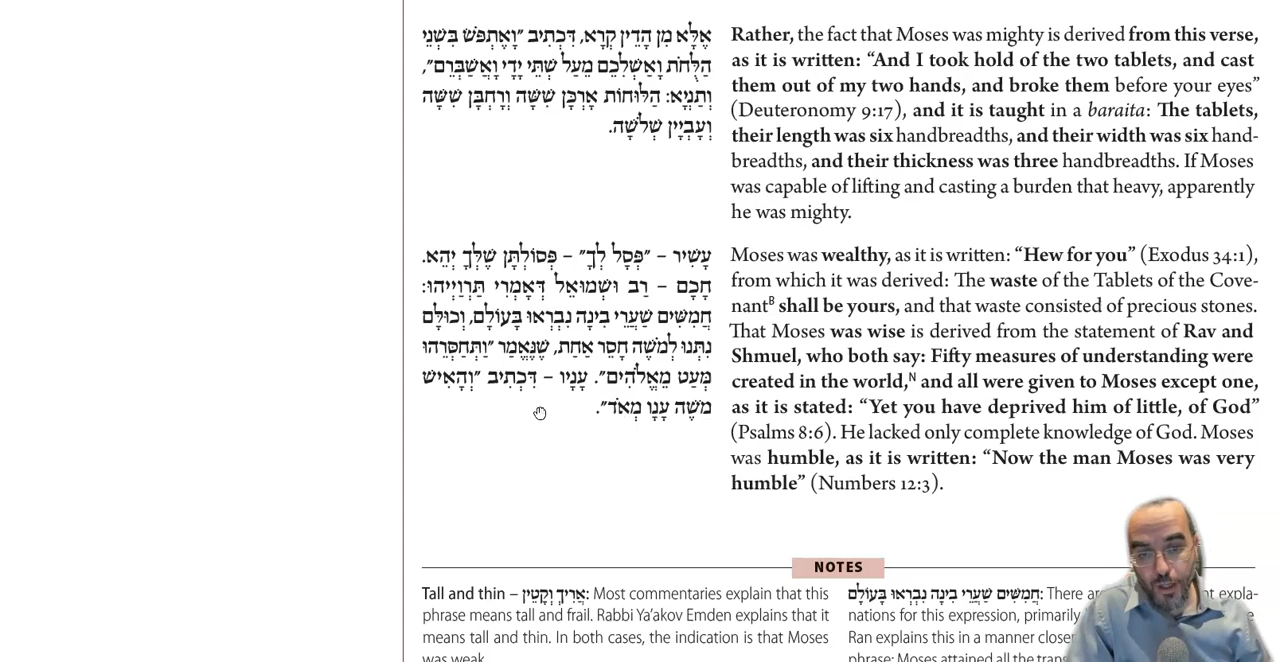 אֶלָּא מִן הָדֵין קְרָא, דִּכְתִיב ״וָאֶתְפֹּשׂ בִּשְׁנֵי
הַלֻּחֹת וָאַשְׁלִכֵם מֵעַל שְׁתֵּי יָדָי וָאֲשַׁבְּרֵם״,
וְתַנְיָא: הַלּוּחוֹת אָרְכָּן שִׁשָּׁה וְרָחְבָּן שִׁשָּׁה
וְעָבְיָין שְׁלֹשָׁה.
Rather, the fact that Moses was mighty is derived from this verse,
as it is written: “And I took hold of the two tablets, and cast
them out of my two hands, and broke them before your eyes”
(Deuteronomy 9:17), and it is taught in a baraita: The tablets,
their length was six handbreadths, and their width was six hand-
breadths, and their thickness was three handbreadths. If Moses
was capable of lifting and casting a burden that heavy, apparently
he was mighty.
עָשִׁיר – ״פְּסָל לְךָ״ – פְּסוֹלְתָּן שֶׁלְּךָ יְהֵא.
חָכָם – רַב וּשְׁמוּאֵל דְּאָמְרִי תַּרְוַיְיהוּ:
חֲמִשִּׁים שַׁעֲרֵי בִינָה נִבְרְאוּ בָּעוֹלָם, וְכוּלָּם
נִתְּנוּ לְמֹשֶׁה חָסֵר אַחַת, שֶׁנֶּאֱמַר ״וַתְּחַסְּרֵהוּ
מְּעַט מֵאֱלֹהִים״. עָנָיו – דִּכְתִיב ״וְהָאִישׁ
מֹשֶׁה עָנָו מְאֹד״.
Moses was wealthy, as it is written: “Hew for you” (Exodus 34:1),
from which it was derived: The waste of the Tablets of the Cove-
nantᴮ shall be yours, and that waste consisted of precious stones.
That Moses was wise is derived from the statement of Rav and
Shmuel, who both say: Fifty measures of understanding were
created in the world,ᴺ and all were given to Moses except one,
as it is stated: “Yet you have deprived him of little, of God”
(Psalms 8:6). He lacked only complete knowledge of God. Moses
was humble, as it is written: “Now the man Moses was very
humble” (Numbers 12:3).
NOTES
Tall and thin – אֲרִיךְ וְקָטִין: Most commentaries explain that this
phrase means tall and frail. Rabbi Ya’akov Emden explains that it
means tall and thin. In both cases, the indication is that Moses
was weak
חֲמִשִּׁים שַׁעֲרֵי בִינָה נִבְרְאוּ בָּעוֹלָם: There expla-
nations for this expression, primarily
Ran explains this in a manner closer
phrase: Moses attained all the